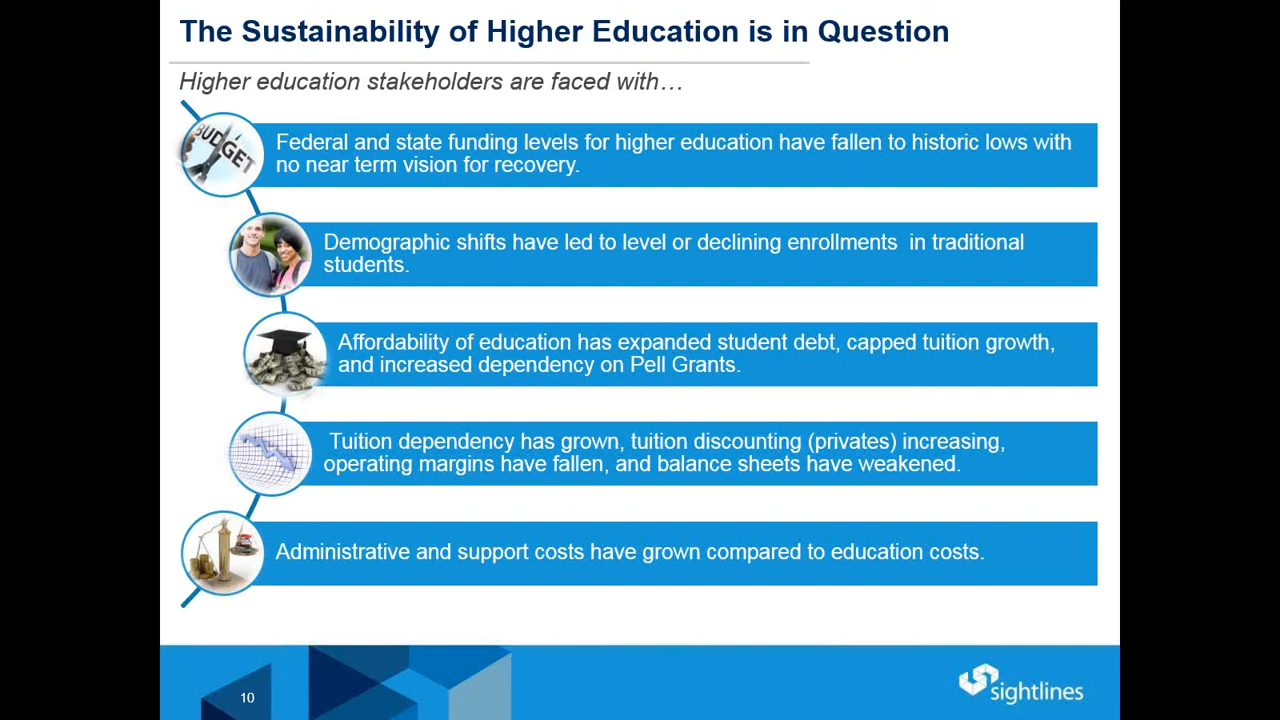 The Sustainability of Higher Education is in Question
Higher education stakeholders are faced with…
BUDGET
Federal and state funding levels for higher education have fallen to historic lows with
no near term vision for recovery.
Demographic shifts have led to level or declining enrollments  in traditional
students.
Affordability of education has expanded student debt, capped tuition growth,
and increased dependency on Pell Grants.
Tuition dependency has grown, tuition discounting (privates) increasing,
operating margins have fallen, and balance sheets have weakened.
Administrative and support costs have grown compared to education costs.
10
sightlines